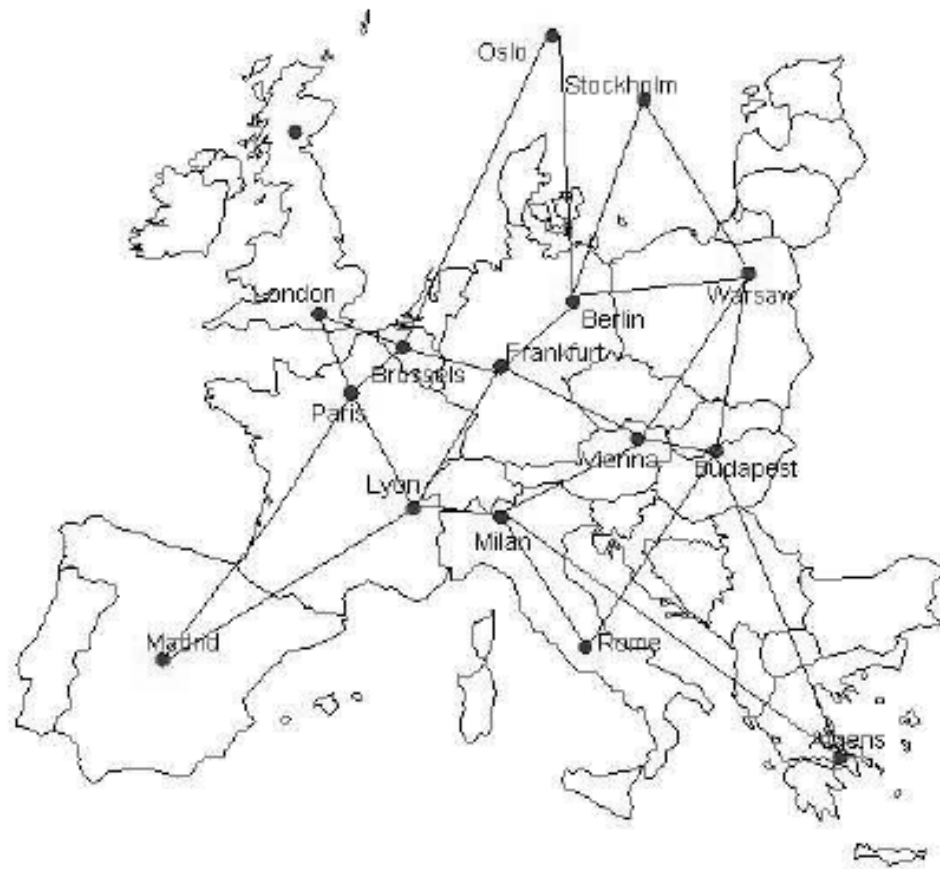 Oslo
Stockholm
London
Warsaw
Berlin
Frankfurt
Brussels
Paris
Vienna
Budapest
Lyon
Milan
Madrid
Rome
Athens